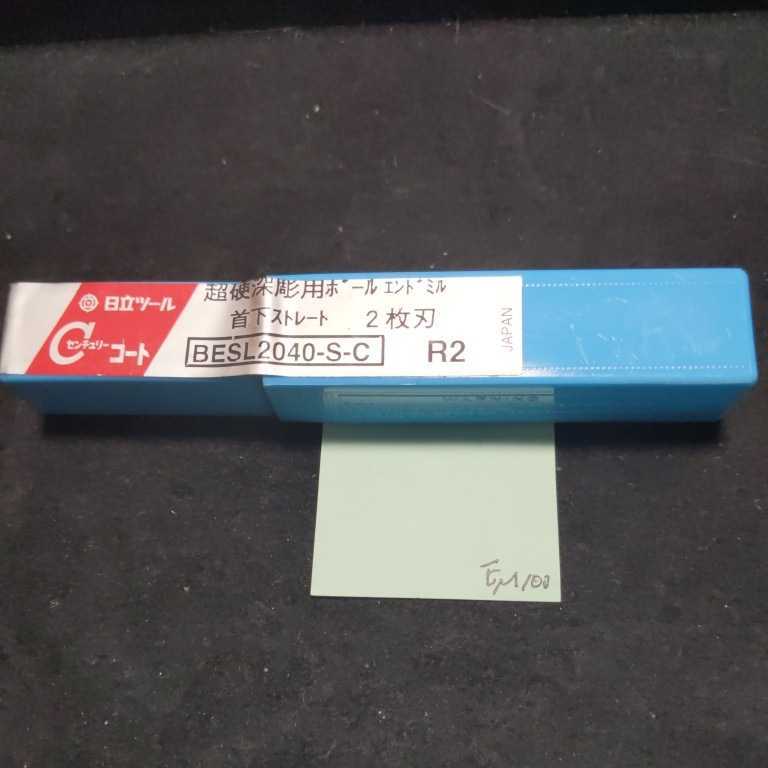 日立ツール
C センチュリー コート
超硬深彫用ボールエンドミル
首下ストレート 2枚刃
BESL2040-S-C R2
JAPAN